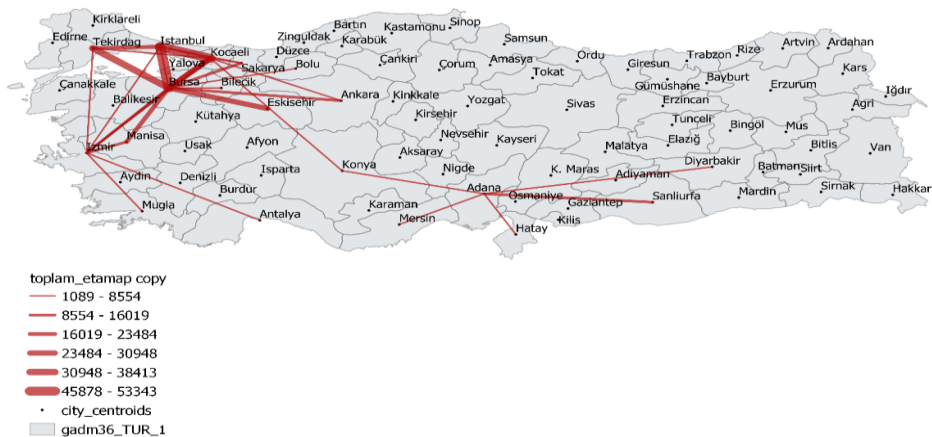 Kirklareli
Edirne
Tekirdag
Istanbul
Kocaeli
Yalova
Sakarya
Zinguldak
Düzce
Bartın
Karabük
Kastamonu
Sinop
Samsun
Ordu
Giresun
Trabzon
Rize
Artvin
Ardahan
Bolu
Çankiri
Çorum
Amasya
Tokat
Gümüshane
Bayburt
Kars
Çanakkale
Bursa
Bilecik
Eskisehir
Ankara
Kinkkale
Yozgat
Sivas
Erzincan
Erzurum
Iğdır
Agri
Balikesir
Kütahya
Kirsehir
Tunceli
Izmir
Manisa
Usak
Afyon
Nevsehir
Kayseri
Malatya
Elazığ
Bingöl
Mus
Bitlis
Van
Aydin
Denizli
Isparta
Burdur
Konya
Aksaray
Nigde
K. Maras
Adiyaman
Diyarbakir
Batman
Siirt
Mugla
Antalya
Karaman
Mersin
Adana
Osmaniye
Gaziantep
Sanliurfa
Mardin
Sirnak
Hakkar
Kilis
Hatay
toplam_etamap copy
1089 - 8554
8554 - 16019
16019 - 23484
23484 - 30948
30948 - 38413
45878 - 53343
city_centroids
gadm36_TUR_1